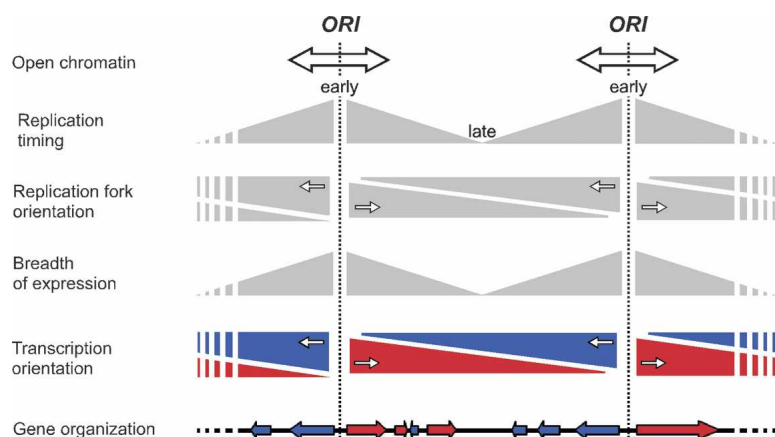 ORI ORI
Open chromatin
early early
Replication
timing
late
Replication fork
orientation
Breadth
of expression
Transcription
orientation
Gene organization